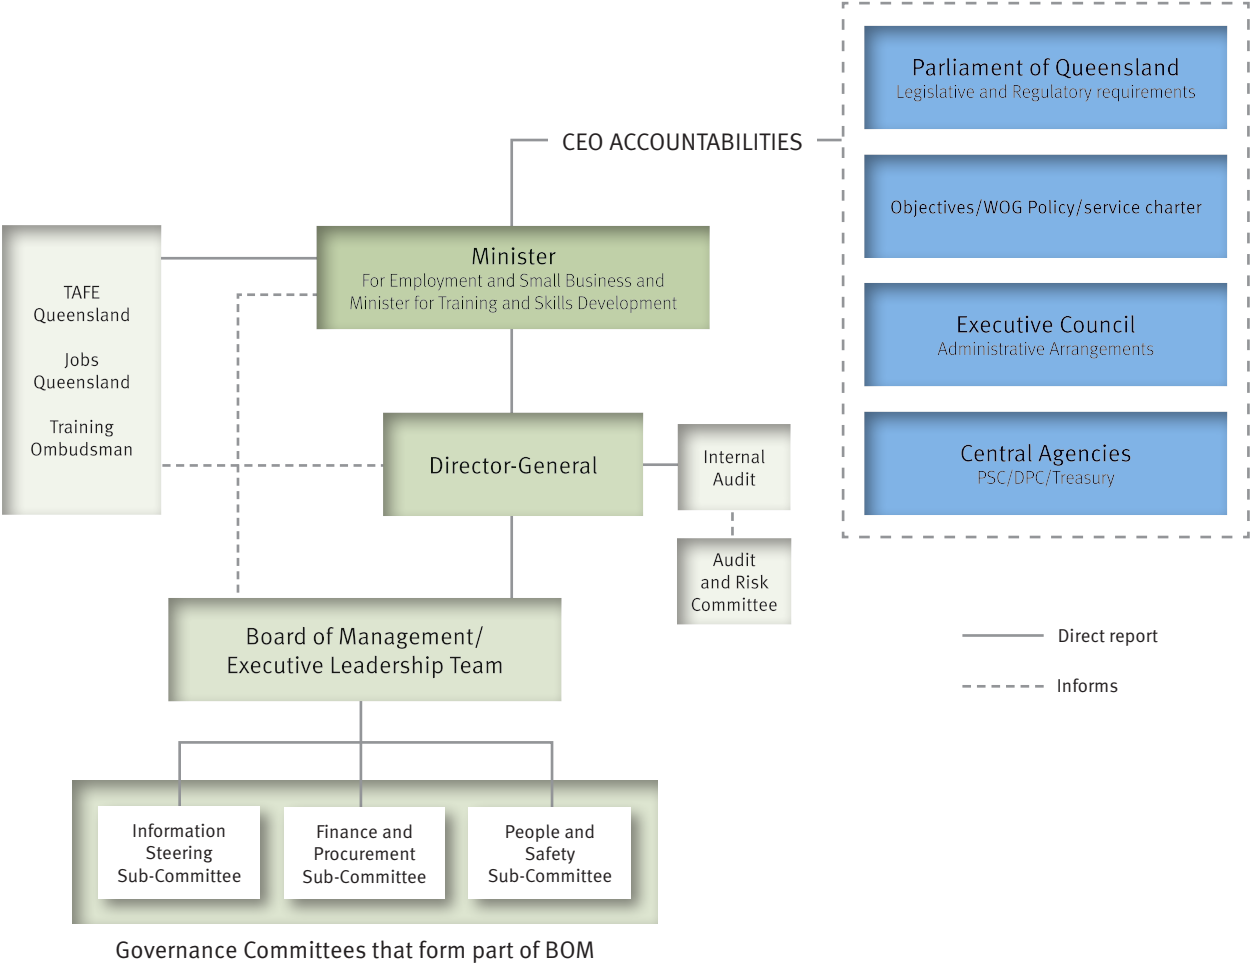 Parliament of Queensland
Legislative and Regulatory requirements
CEO ACCOUNTABILITIES
Objectives/WOG Policy/service charter
Executive Council
Administrative Arrangements
Central Agencies
PSC/DPC/Treasury
Minister
For Employment and Small Business and
Minister for Training and Skills Development
TAFE
Queensland
Jobs
Queensland
Training
Ombudsman
Director-General
Internal
Audit
Audit
and Risk
Committee
Board of Management/
Executive Leadership Team
Direct report
Informs
Information
Steering
Sub-Committee
Finance and
Procurement
Sub-Committee
People and
Safety
Sub-Committee
Governance Committees that form part of BOM